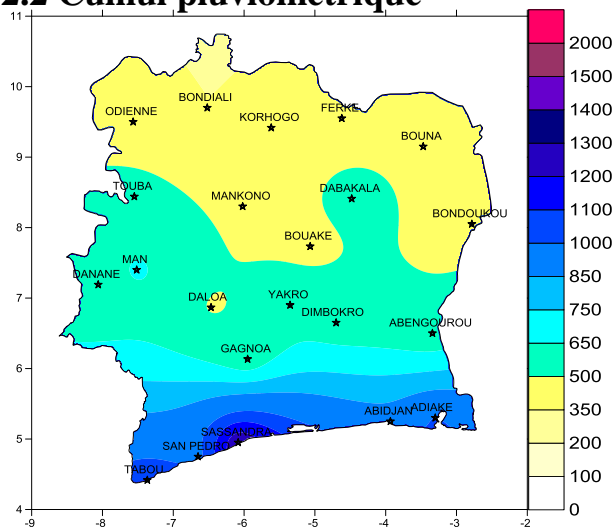 2.2 Cumul pluviométrique
11
10
9
8
7
6
5
4
-9 -8 -7 -6 -5 -4 -3 -2
ODIENNE
BONDIALI
KORHOGO
FERKE
BOUNA
TOUBA
MANKONO
DABAKALA
BONDOUKOU
BOUAKE
MAN
DANANE
DALOA
YAKRO
DIMBOKRO
ABENGOUROU
GAGNOA
ABIDJAN
ADIAKE
SASSANDRA
SAN PEDRO
TABOU
2000
1500
1400
1300
1200
1100
1000
850
750
650
500
350
200
100
0